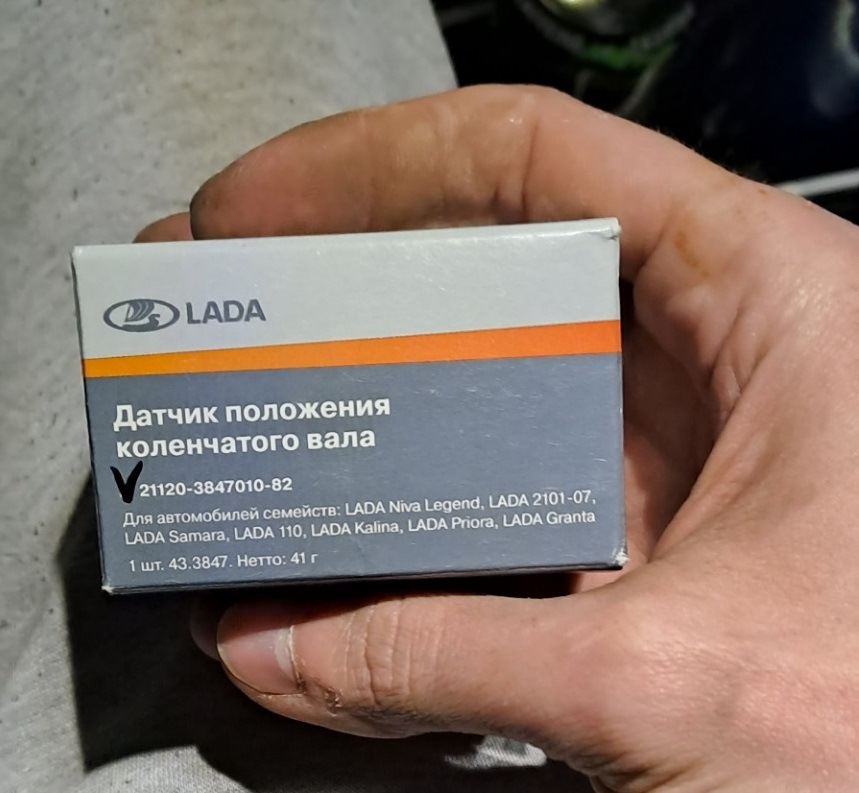 LADA
Датчик положения
коленчатого вала
21120-3847010-82
Для автомобилей семейств: LADA Niva Legend, LADA 2101-07,
LADA Samara, LADA 110, LADA Kalina, LADA Priora, LADA Granta
1 шт. 43.3847. Нетто: 41 г